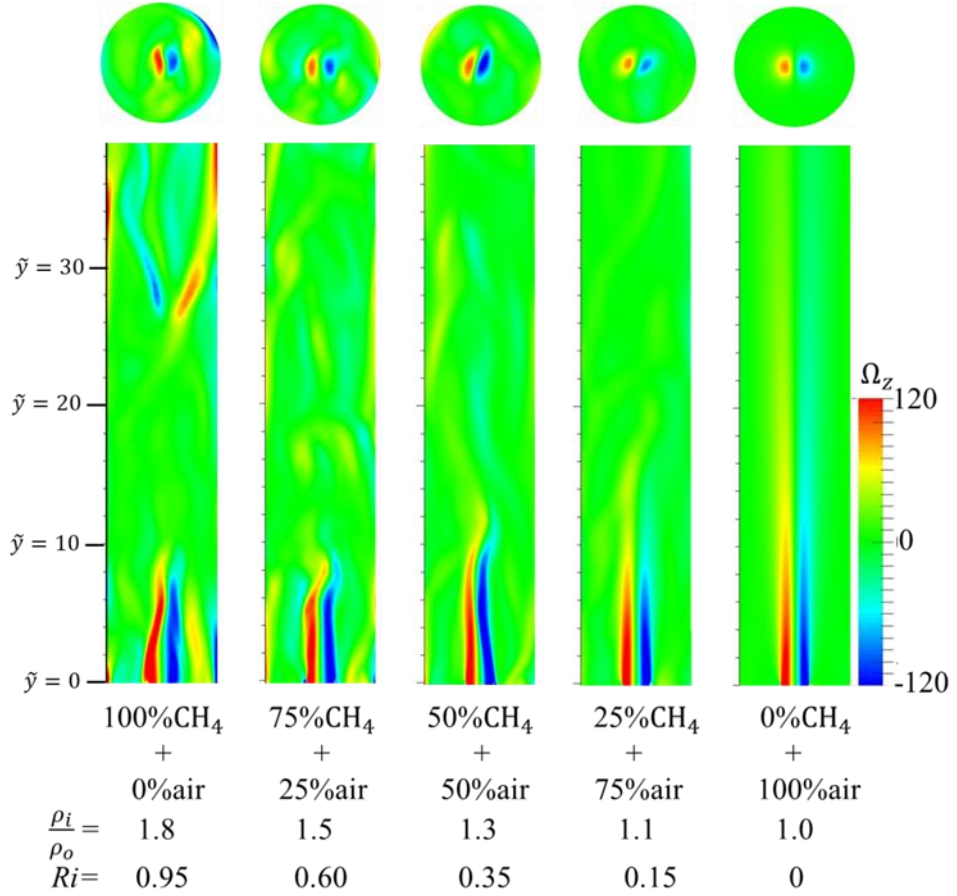 ỹ = 30
ỹ = 20
ỹ = 10
ỹ = 0
Ω_z
120
0
-120
100%CH₄ 75%CH₄ 50%CH₄ 25%CH₄ 0%CH₄
+ + + + +
0%air 25%air 50%air 75%air 100%air
ρᵢ/ρₒ = 1.8 1.5 1.3 1.1 1.0
Ri= 0.95 0.60 0.35 0.15 0